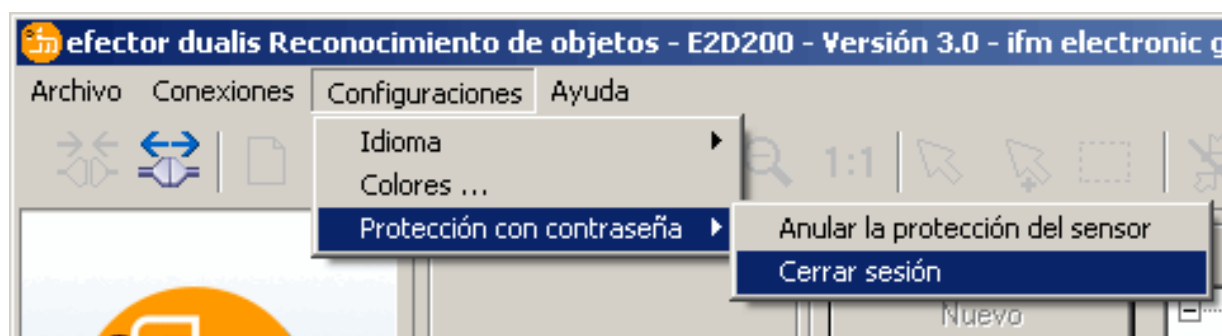 efector dualis Reconocimiento de objetos - E2D200 - Versión 3.0 - ifm electronic g
Archivo Conexiones Configuraciones Ayuda
1:1
Idioma
Colores ...
Protección con contraseña
Anular la protección del sensor
Cerrar sesión
Nuevo